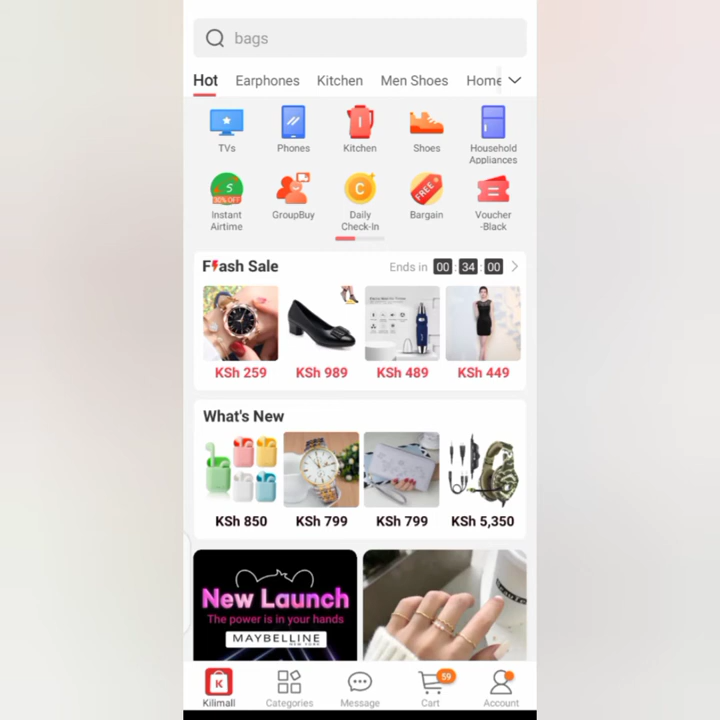 bags
Hot Earphones Kitchen Men Shoes Home
TVs Phones Kitchen Shoes Household Appliances
30% OFF
FREE
Instant Airtime GroupBuy Daily Check-In Bargain Voucher -Black
Flash Sale Ends in 00 : 34 : 00
KSh 259 KSh 989 KSh 489 KSh 449
What's New
KSh 850 KSh 799 KSh 799 KSh 5,350
New Launch
The power is in your hands
MAYBELLINE
NEW YORK
59
Kilimall Categories Message Cart Account